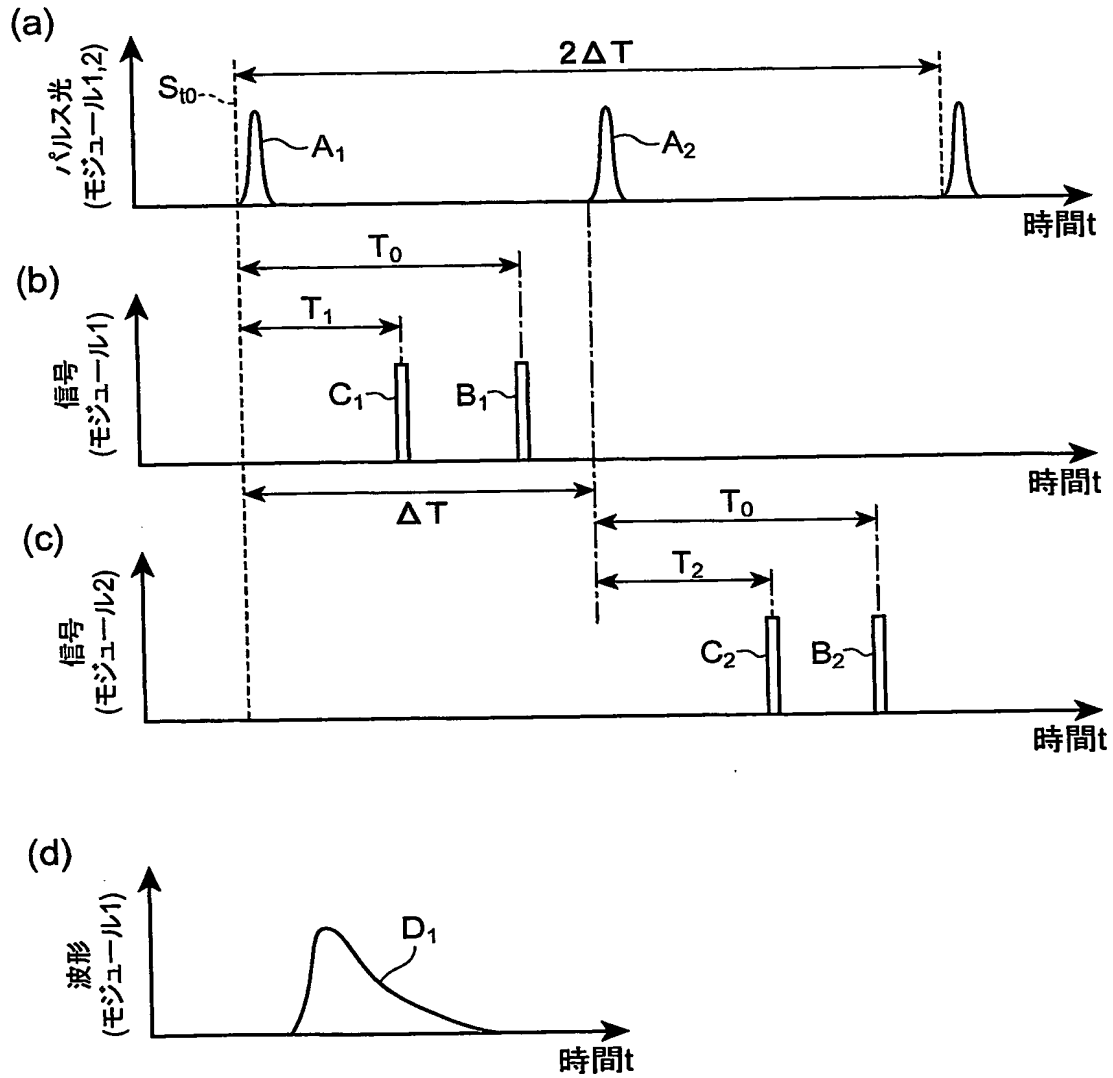 (a)
パルス光
(モジュール1,2)
St0
2ΔT
A1
A2
時間t
(b)
信号
(モジュール1)
T0
T1
C1
B1
時間t
ΔT
(c)
信号
(モジュール2)
T0
T2
C2
B2
時間t
(d)
波形
(モジュール1)
D1
時間t